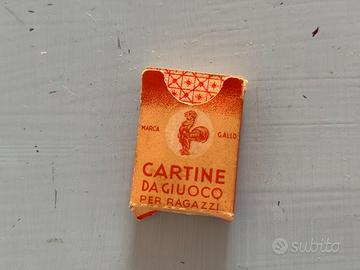 MARCA GALLO
CARTINE
DA GIUOCO
PER RAGAZZI
subito